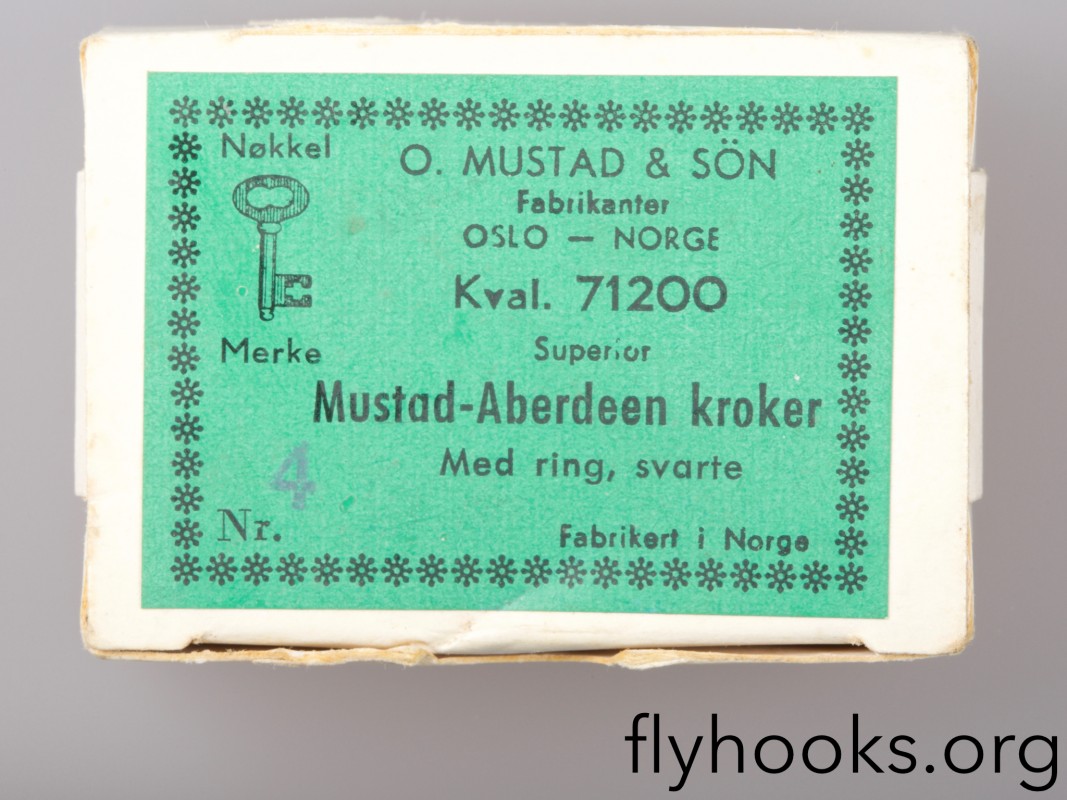 Nøkkel
O. MUSTAD & SÖN
Fabrikanter
OSLO — NORGE
Kval. 71200
Merke
Superior
Mustad-Aberdeen kroker
Med ring, svarte
4
Nr.
Fabrikert i Norge
flyhooks.org